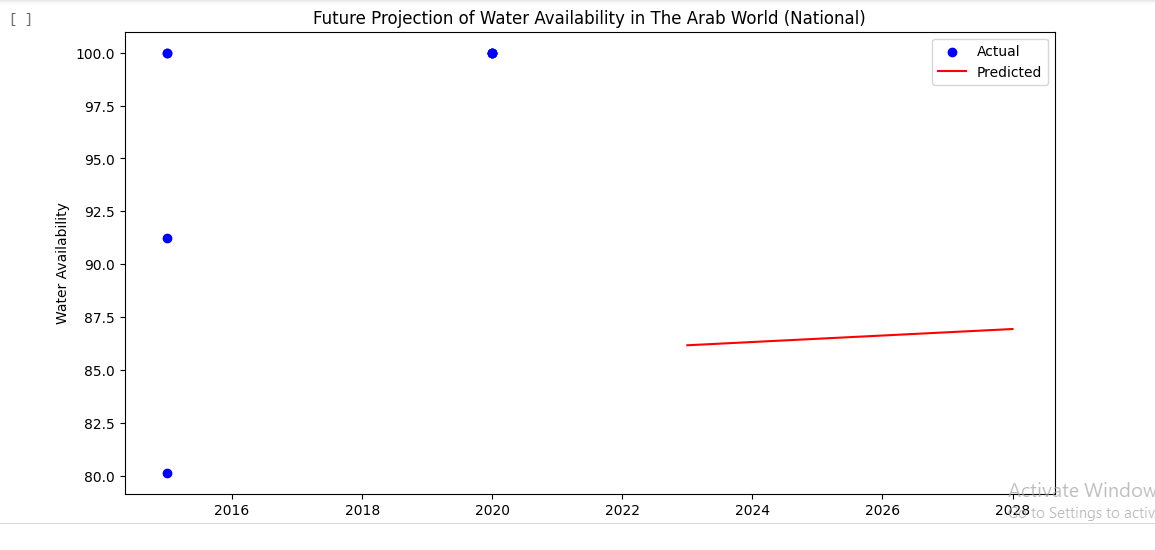 [ ]
Future Projection of Water Availability in The Arab World (National)
Actual
Predicted
Water Availability
100.0
97.5
95.0
92.5
90.0
87.5
85.0
82.5
80.0
2016
2018
2020
2022
2024
2026
2028
Activate Window
to Settings to activ